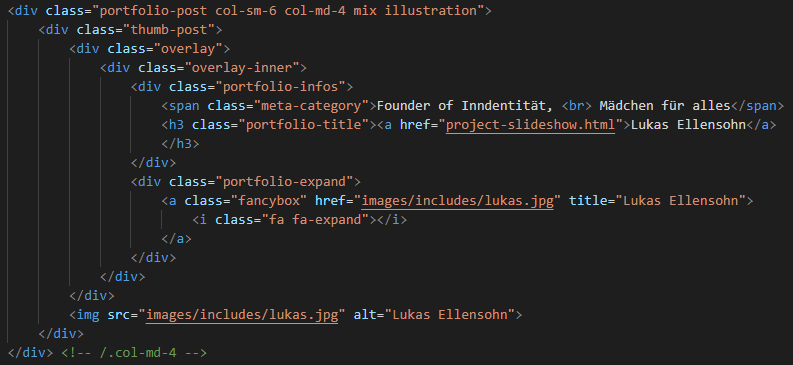 <div class="portfolio-post col-sm-6 col-md-4 mix illustration">
    <div class="thumb-post">
        <div class="overlay">
            <div class="overlay-inner">
                <div class="portfolio-infos">
                    <span class="meta-category">Founder of Inndentität, <br> Mädchen für alles</span>
                    <h3 class="portfolio-title"><a href="project-slideshow.html">Lukas Ellensohn</a>
                    </h3>
                </div>
                <div class="portfolio-expand">
                    <a class="fancybox" href="images/includes/lukas.jpg" title="Lukas Ellensohn">
                        <i class="fa fa-expand"></i>
                    </a>
                </div>
            </div>
        </div>
        <img src="images/includes/lukas.jpg" alt="Lukas Ellensohn">
    </div>
</div> <!-- /.col-md-4 -->